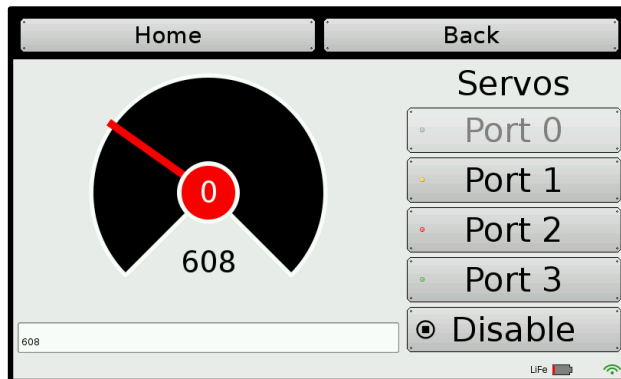 Home
Back
Servos
Port 0
Port 1
0
Port 2
608
Port 3
Disable
608
LiFe